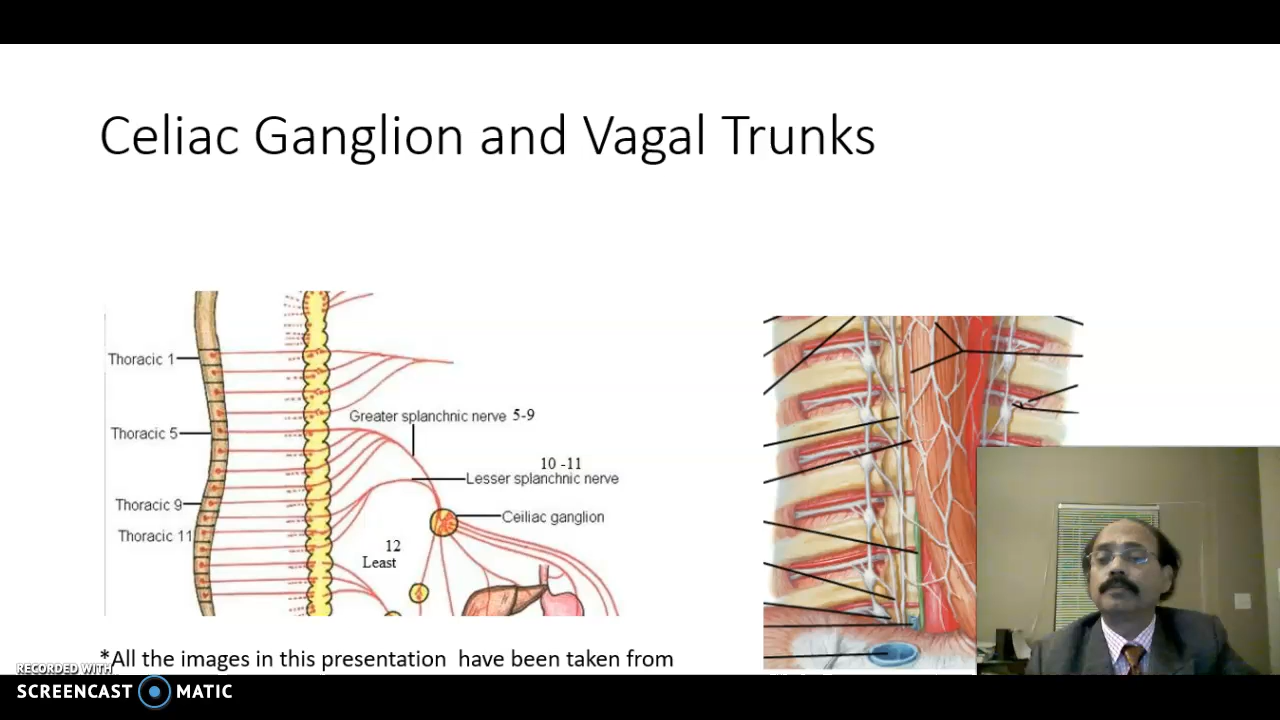 Celiac Ganglion and Vagal Trunks
Thoracic 1
Greater splanchnic nerve 5-9
Thoracic 5
10 -11
Lesser splanchnic nerve
Thoracic 9
Ceiliac ganglion
Thoracic 11
12
Least
*All the images in this presentation have been taken from
RECORDED WITH
SCREENCAST MATIC